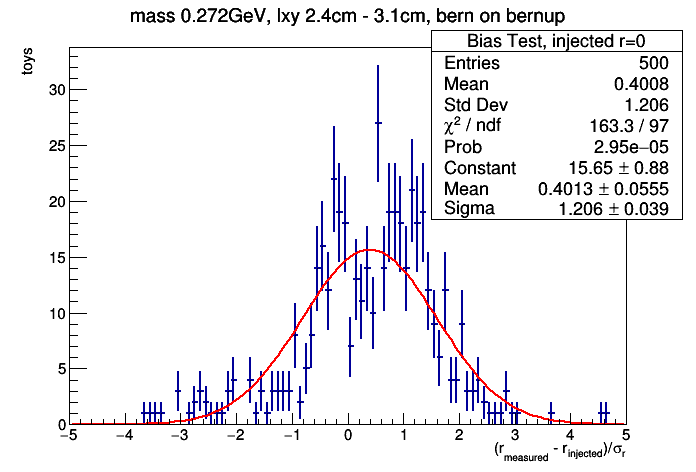 mass 0.272GeV, lxy 2.4cm - 3.1cm, bern on bernup
toys
Bias Test, injected r=0
Entries 500
Mean 0.4008
Std Dev 1.206
χ² / ndf 163.3 / 97
Prob 2.95e−05
Constant 15.65 ± 0.88
Mean 0.4013 ± 0.0555
Sigma 1.206 ± 0.039
30
25
20
15
10
5
0
−5 −4 −3 −2 −1 0 1 2 3 4 5
(r_measured - r_injected)/σ_r